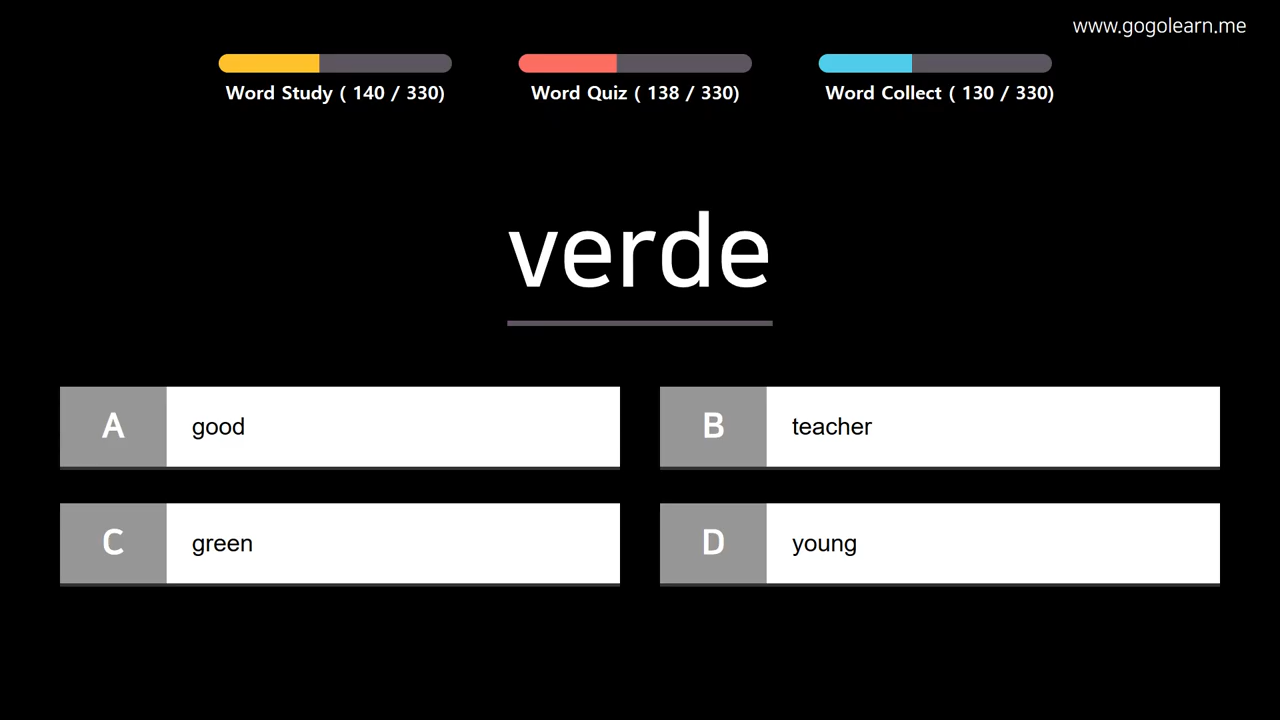 www.gogolearn.me
Word Study ( 140 / 330)
Word Quiz ( 138 / 330)
Word Collect ( 130 / 330)
verde
A good
B teacher
C green
D young